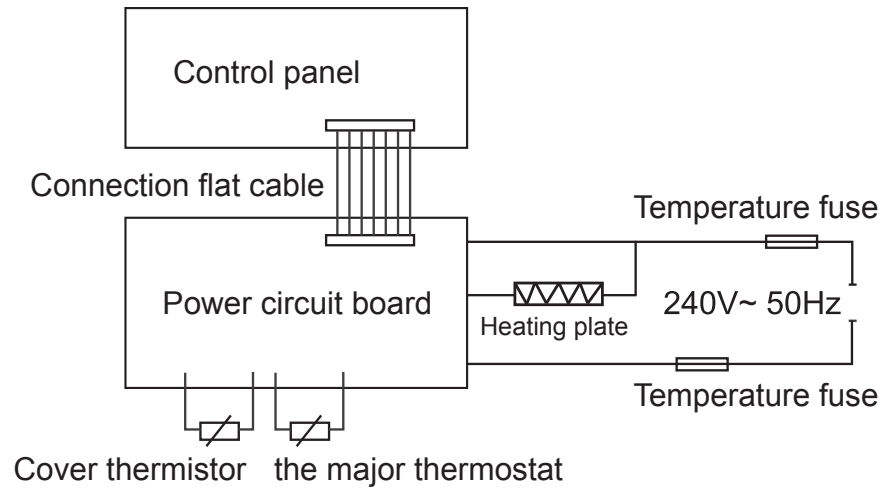 Control panel
Connection flat cable
Temperature fuse
Power circuit board
Heating plate
240V~ 50Hz
Temperature fuse
Cover thermistor
the major thermostat